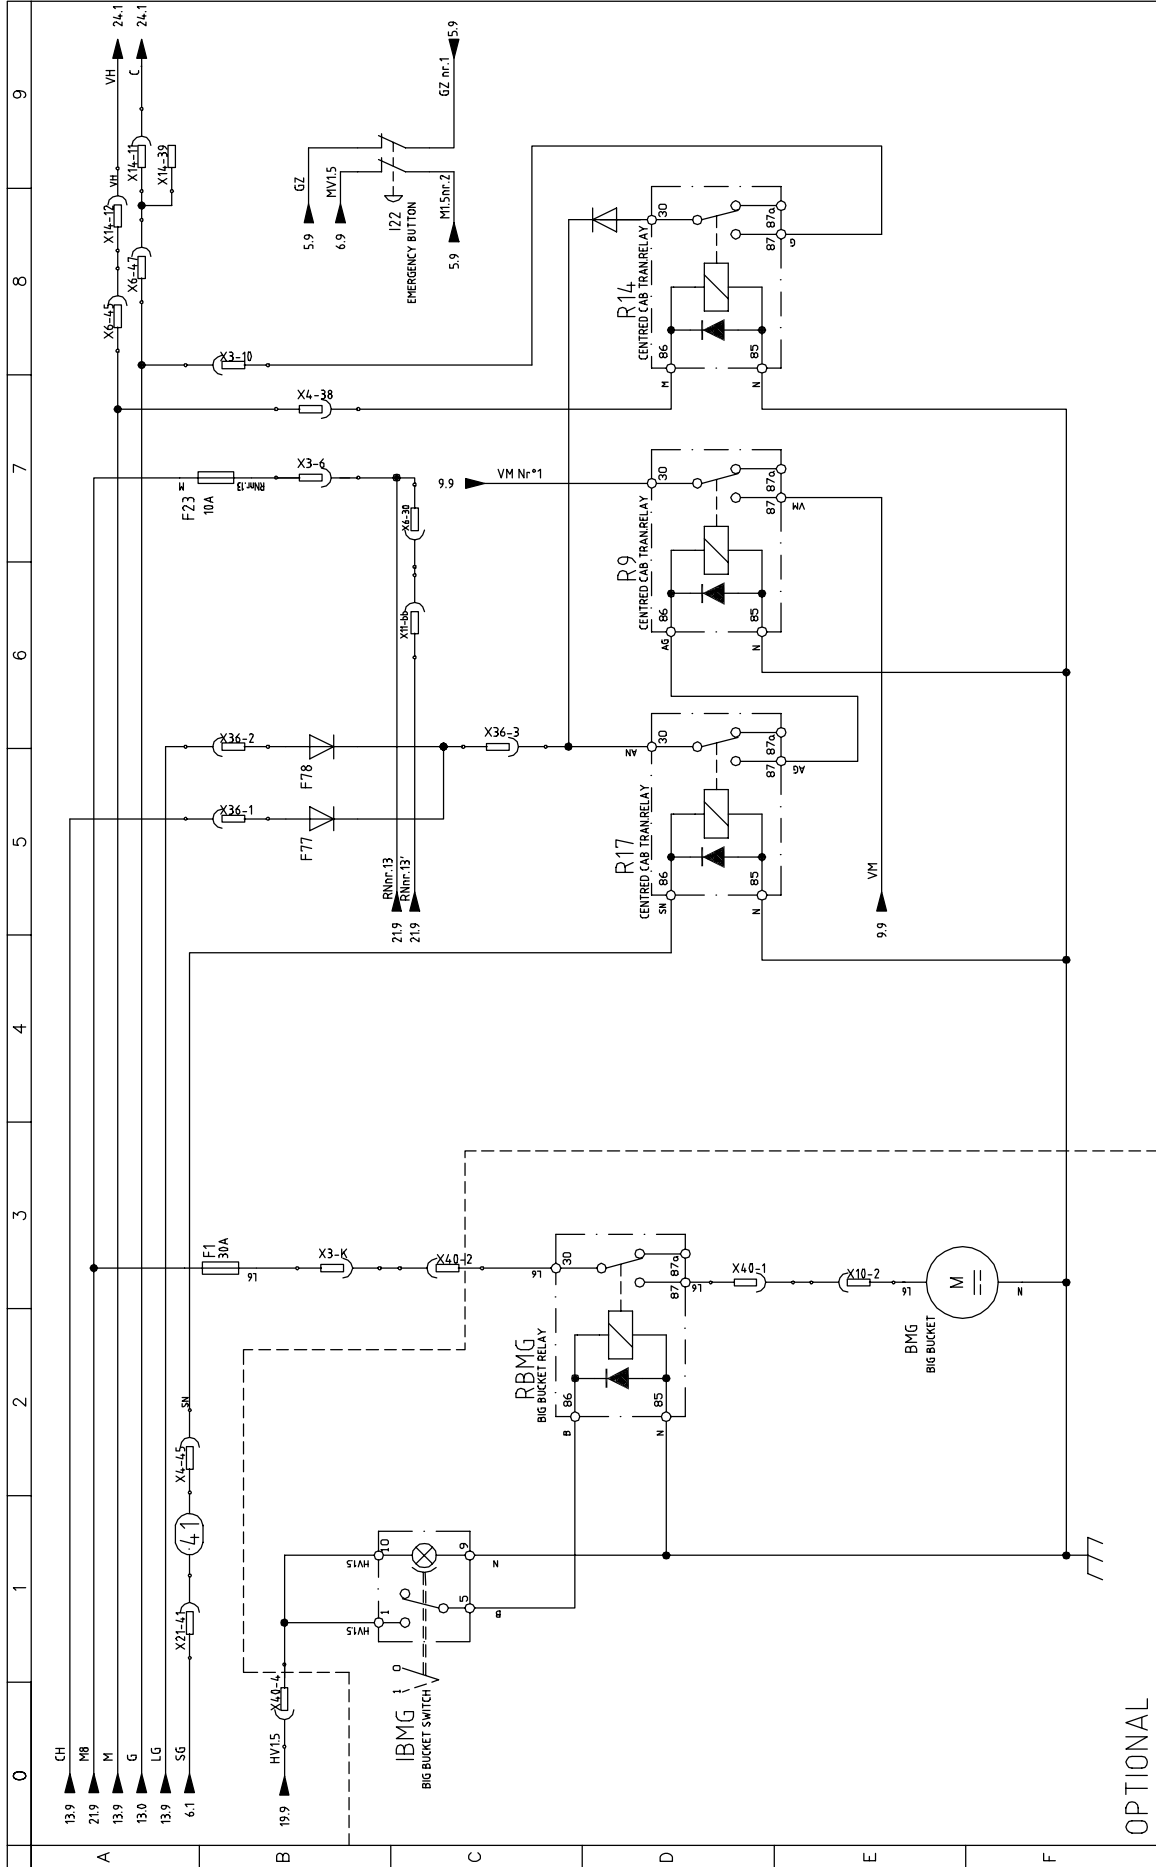 0 1 2 3 4 5 6 7 8 9
A
B
C
D
E
F
13.9 CH
21.9 M8
13.9 M
13.0 G
13.9 LG
6.1 SG
X21-41
41
X4-45
SN
19.9 HV1.5
X40-4
IBMG
BIG BUCKET SWITCH
1 0
HV1.5
1
HV1.5
10
5
B
9
N
F1
30A
L6
X3-K
X40-2
L6
RBMG
BIG BUCKET RELAY
86
B
85
N
30
87
87a
L6
X40-1
X10-2
L6
BMG
BIG BUCKET
M
N
OPTIONAL
X36-1
F77
X36-2
F78
X36-3
AN
21.9 RNnr.13
21.9 RNnr.13'
M
F23
10A
RNnr.13
X3-6
X6-30
X11-bb
R17
CENTRED CAB TRAN.RELAY
86
SN
85
N
30
87
87a
AG
9.9 VM
R9
CENTRED CAB TRAN.RELAY
86
AG
85
N
30
87
87a
VM
9.9 VM Nr°1
R14
CENTRED CAB TRAN.RELAY
86
M
85
N
30
87
87a
G
X4-38
X3-10
X6-45
X6-47
X14-12
VH
X14-11
X14-39
VH 24.1
C 24.1
5.9 GZ
6.9 MV1.5
I22
EMERGENCY BUTTON
GZ nr.1 5.9
5.9 M1.5nr.2